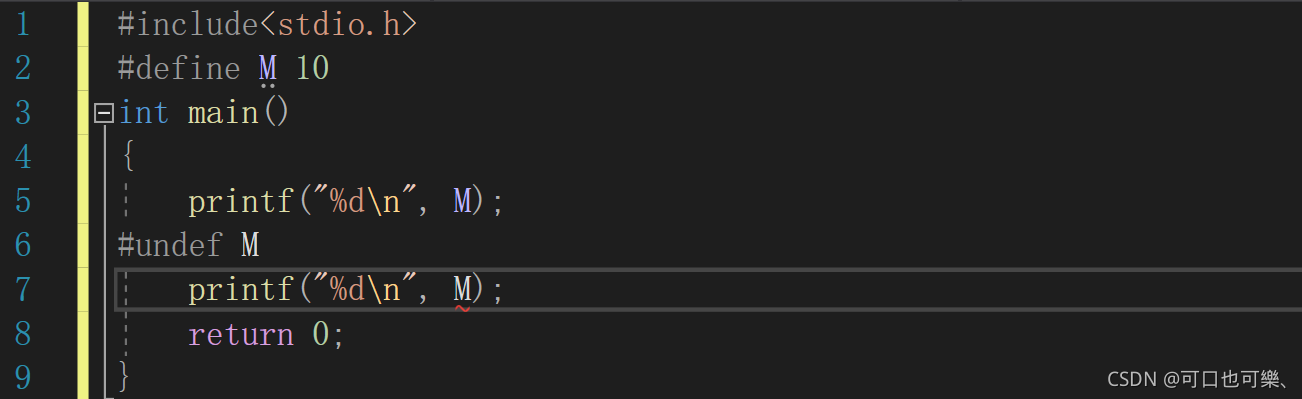 1 #include<stdio.h>
2 #define M 10
3 int main()
4 {
5 printf("%d\n", M);
6 #undef M
7 printf("%d\n", M);
8 return 0;
9 }
CSDN @可口也可樂、